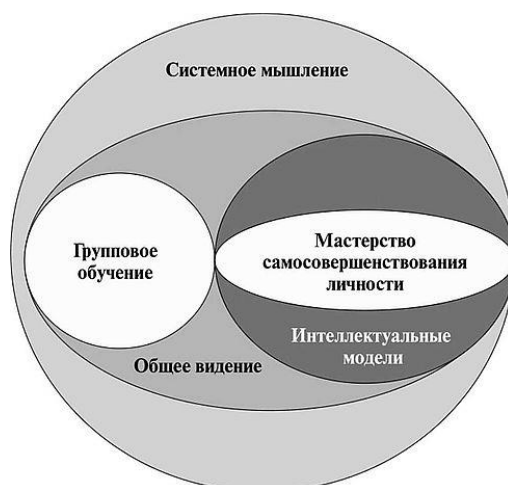 Системное мышление
Групповое
обучение
Мастерство
самосовершенствования
личности
Интеллектуальные
модели
Общее видение